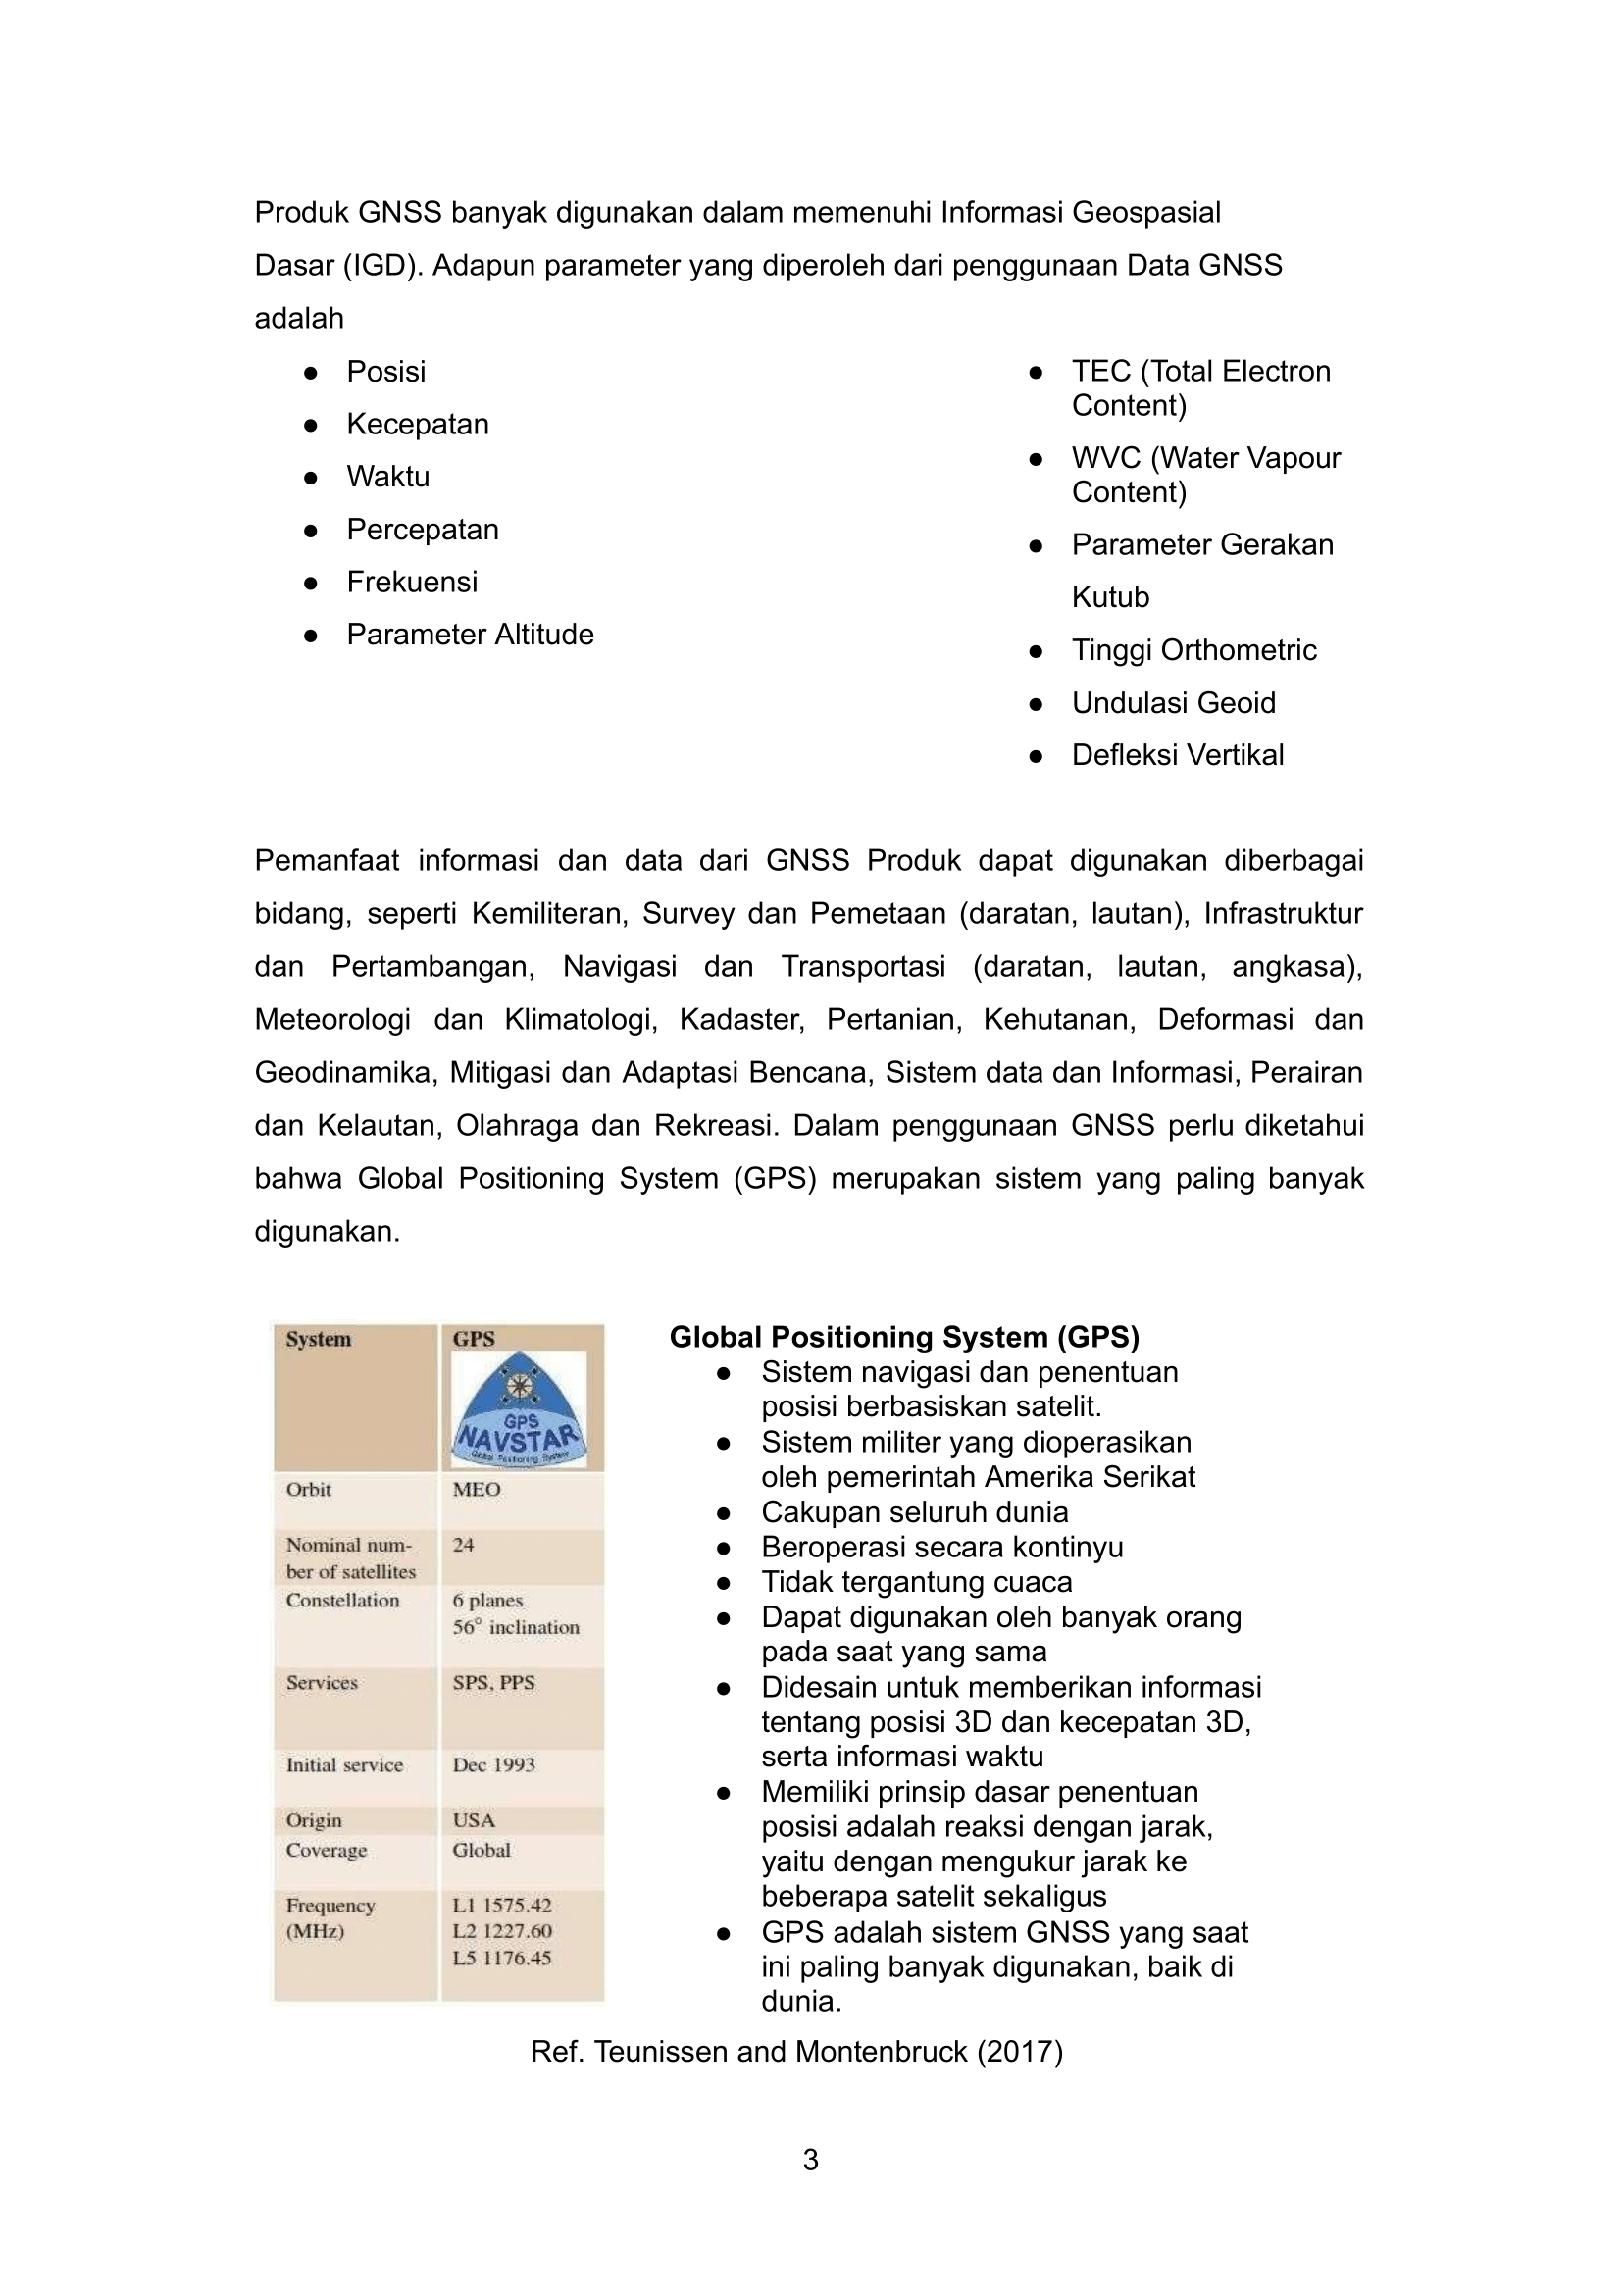 Produk GNSS banyak digunakan dalam memenuhi Informasi Geospasial
Dasar (IGD). Adapun parameter yang diperoleh dari penggunaan Data GNSS
adalah
● Posisi
● Kecepatan
● Waktu
● Percepatan
● Frekuensi
● Parameter Altitude
● TEC (Total Electron
Content)
● WVC (Water Vapour
Content)
● Parameter Gerakan
Kutub
● Tinggi Orthometric
● Undulasi Geoid
● Defleksi Vertikal
Pemanfaat informasi dan data dari GNSS Produk dapat digunakan diberbagai
bidang, seperti Kemiliteran, Survey dan Pemetaan (daratan, lautan), Infrastruktur
dan Pertambangan, Navigasi dan Transportasi (daratan, lautan, angkasa),
Meteorologi dan Klimatologi, Kadaster, Pertanian, Kehutanan, Deformasi dan
Geodinamika, Mitigasi dan Adaptasi Bencana, Sistem data dan Informasi, Perairan
dan Kelautan, Olahraga dan Rekreasi. Dalam penggunaan GNSS perlu diketahui
bahwa Global Positioning System (GPS) merupakan sistem yang paling banyak
digunakan.
System GPS
GPS
NAVSTAR
Global Positioning System
Orbit MEO
Nominal num- 24
ber of satellites
Constellation 6 planes
56° inclination
Services SPS, PPS
Initial service Dec 1993
Origin USA
Coverage Global
Frequency L1 1575.42
(MHz) L2 1227.60
L5 1176.45
Global Positioning System (GPS)
● Sistem navigasi dan penentuan
posisi berbasiskan satelit.
● Sistem militer yang dioperasikan
oleh pemerintah Amerika Serikat
● Cakupan seluruh dunia
● Beroperasi secara kontinyu
● Tidak tergantung cuaca
● Dapat digunakan oleh banyak orang
pada saat yang sama
● Didesain untuk memberikan informasi
tentang posisi 3D dan kecepatan 3D,
serta informasi waktu
● Memiliki prinsip dasar penentuan
posisi adalah reaksi dengan jarak,
yaitu dengan mengukur jarak ke
beberapa satelit sekaligus
● GPS adalah sistem GNSS yang saat
ini paling banyak digunakan, baik di
dunia.
Ref. Teunissen and Montenbruck (2017)
3